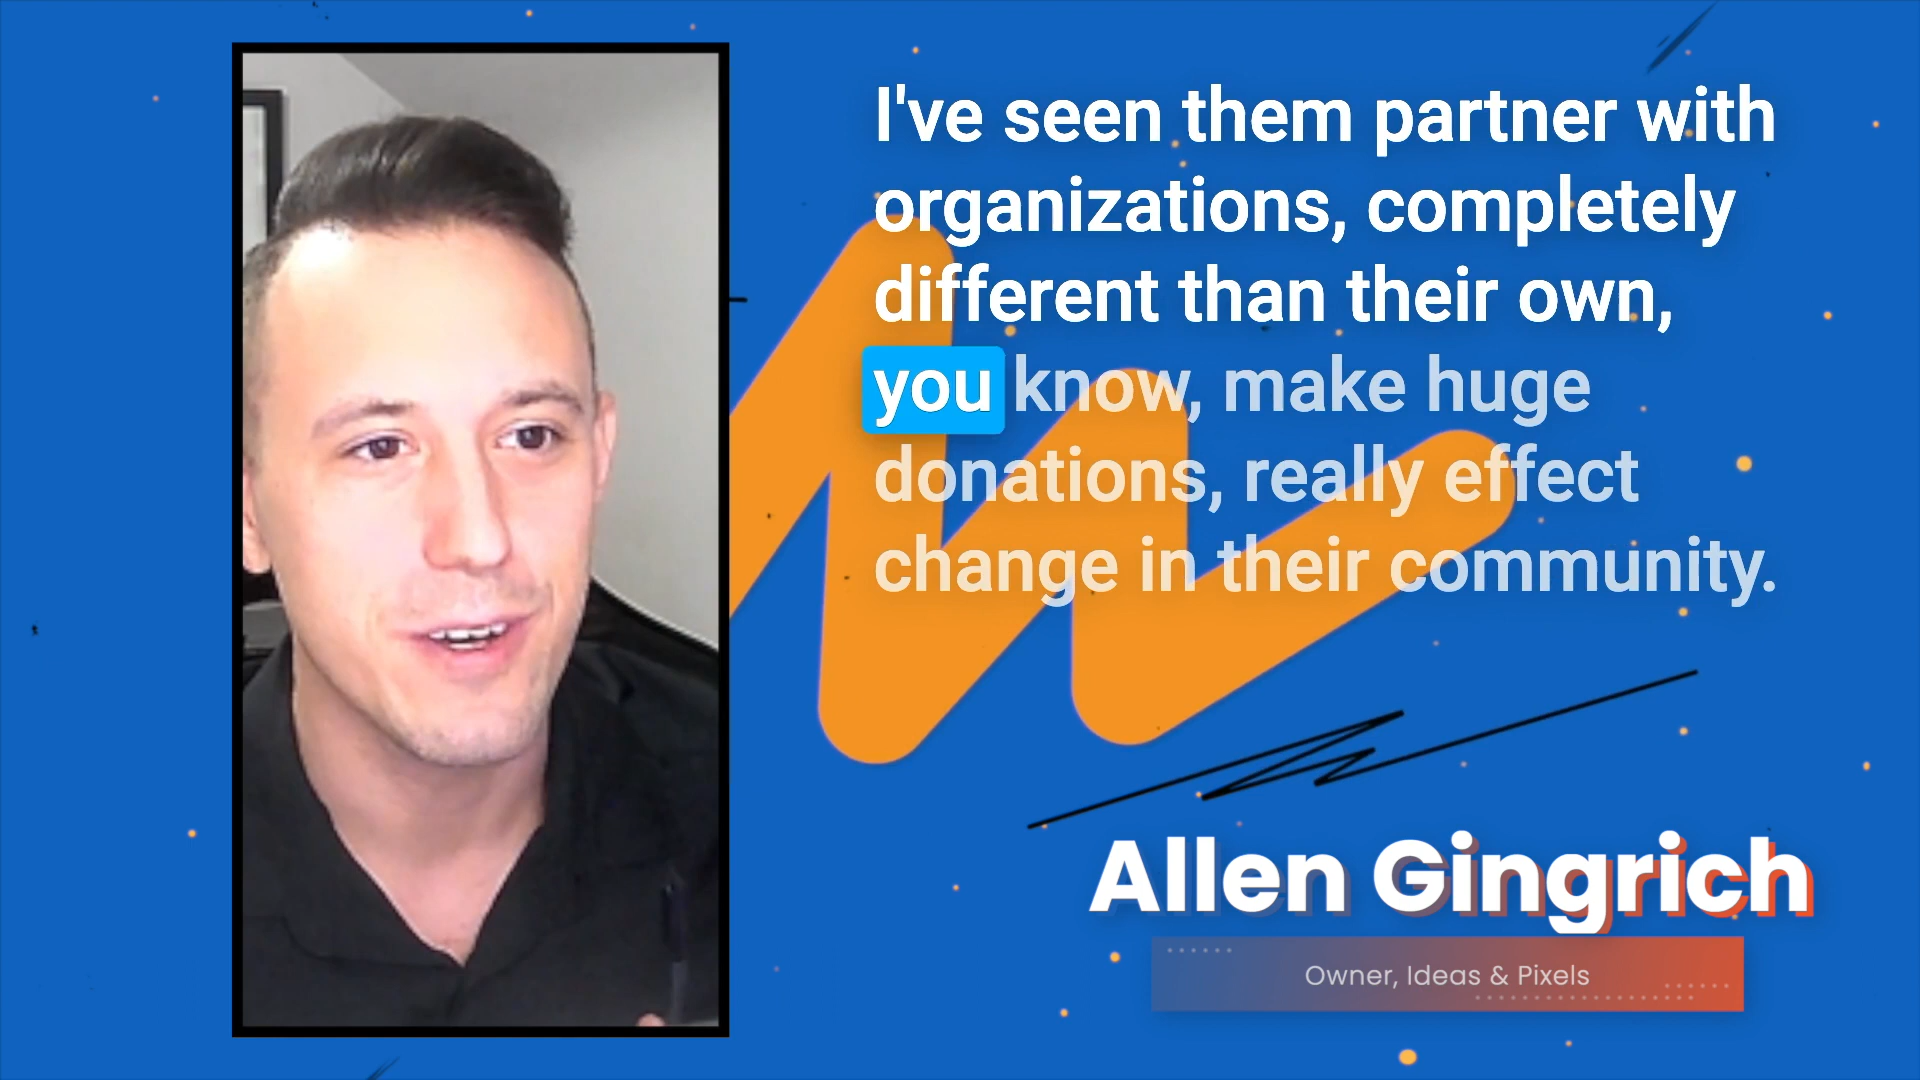 I've seen them partner with
organizations, completely
different than their own,
you know, make huge
donations, really effect
change in their community.
Allen Gingrich
Owner, Ideas & Pixels